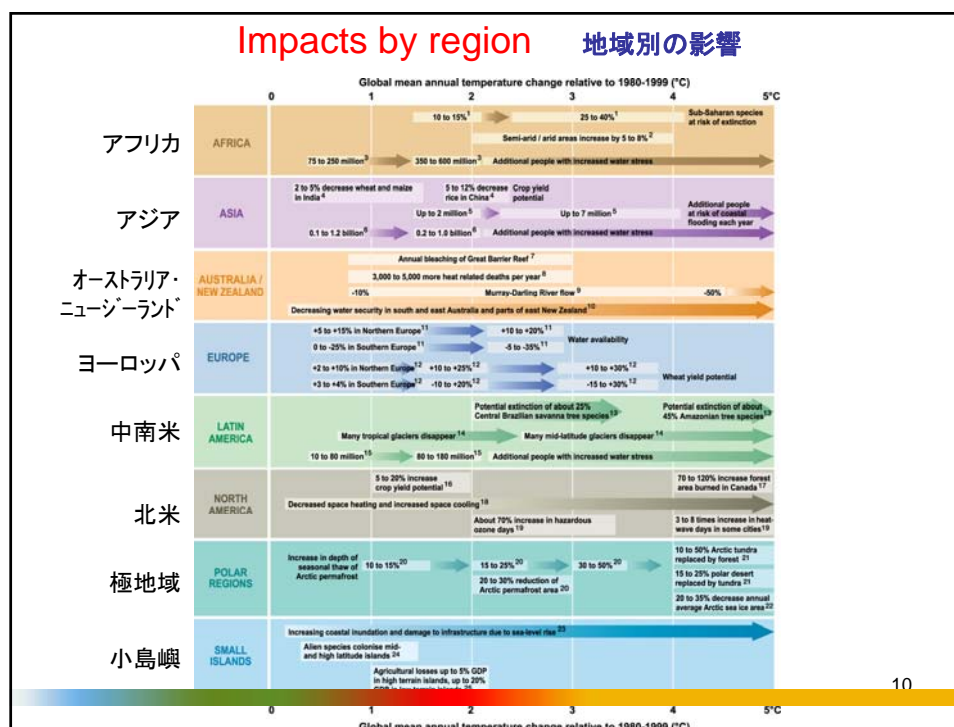 Impacts by region 地域別の影響
Global mean annual temperature change relative to 1980-1999 (°C)
0 1 2 3 4 5°C
アフリカ
AFRICA
10 to 15%1
25 to 40%1
Sub-Saharan species
at risk of extinction
Semi-arid / arid areas increase by 5 to 8%2
75 to 250 million3
350 to 600 million3
Additional people with increased water stress
アジア
ASIA
2 to 5% decrease wheat and maize
in India4
5 to 12% decrease
rice in China4
Crop yield
potential
Up to 2 million5
Up to 7 million5
Additional people
at risk of coastal
flooding each year
0.1 to 1.2 billion6
0.2 to 1.0 billion6
Additional people with increased water stress
オーストラリア・
ニュージーランド
AUSTRALIA /
NEW ZEALAND
Annual bleaching of Great Barrier Reef7
3,000 to 5,000 more heat related deaths per year8
-10%
Murray-Darling River flow9
-50%
Decreasing water security in south and east Australia and parts of east New Zealand10
ヨーロッパ
EUROPE
+5 to +15% in Northern Europe11
+10 to +20%11
0 to -25% in Southern Europe11
-5 to -35%11
Water availability
+2 to +10% in Northern Europe12
+10 to +25%12
+10 to +30%12
+3 to +4% in Southern Europe12
-10 to +20%12
-15 to +30%12
Wheat yield potential
中南米
LATIN
AMERICA
Potential extinction of about 25%
Central Brazilian savanna tree species13
Potential extinction of about
45% Amazonian tree species13
Many tropical glaciers disappear14
Many mid-latitude glaciers disappear14
10 to 80 million15
80 to 180 million15
Additional people with increased water stress
北米
NORTH
AMERICA
5 to 20% increase
crop yield potential16
70 to 120% increase forest
area burned in Canada17
Decreased space heating and increased space cooling18
About 70% increase in hazardous
ozone days19
3 to 8 times increase in heat-
wave days in some cities19
極地域
POLAR
REGIONS
Increase in depth of
seasonal thaw of
Arctic permafrost
10 to 15%20
15 to 25%20
30 to 50%20
20 to 30% reduction of
Arctic permafrost area20
10 to 50% Arctic tundra
replaced by forest21
15 to 25% polar desert
replaced by tundra21
20 to 35% decrease annual
average Arctic sea ice area22
小島嶼
SMALL
ISLANDS
Increasing coastal inundation and damage to infrastructure due to sea-level rise23
Alien species colonise mid-
and high latitude islands24
Agricultural losses up to 5% GDP
in high terrain islands, up to 20%
10
0 1 2 3 4 5°C
Global mean annual temperature change relative to 1980-1999 (°C)